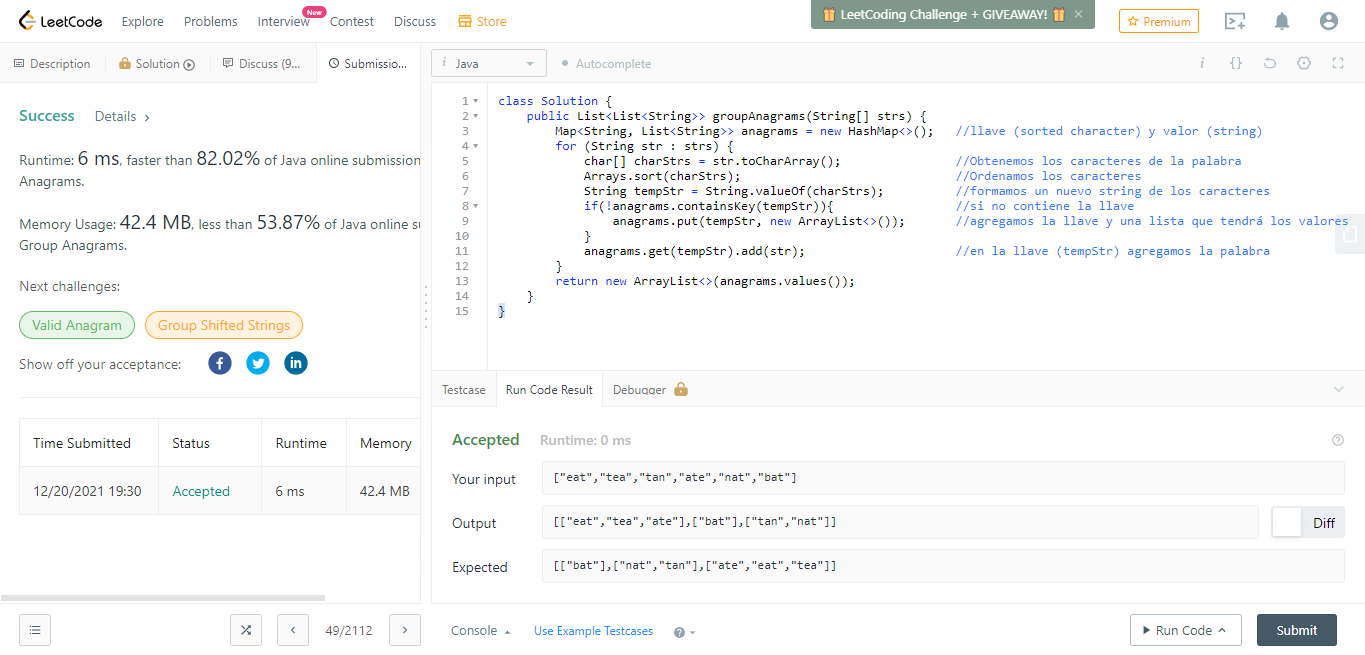 LeetCode
Explore
Problems
Interview
New
Contest
Discuss
Store
LeetCoding Challenge + GIVEAWAY!
×
Premium
Description
Solution
Discuss (9...
Submissio...
i Java
Autocomplete
Success
Details
Runtime: 6 ms, faster than 82.02% of Java online submission
Anagrams.
Memory Usage: 42.4 MB, less than 53.87% of Java online su
Group Anagrams.
Next challenges:
Valid Anagram
Group Shifted Strings
Show off your acceptance:
Time Submitted Status Runtime Memory
12/20/2021 19:30 Accepted 6 ms 42.4 MB
1 class Solution {
2 public List<List<String>> groupAnagrams(String[] strs) {
3 Map<String, List<String>> anagrams = new HashMap<>(); //llave (sorted character) y valor (string)
4 for (String str : strs) {
5 char[] charStrs = str.toCharArray(); //Obtenemos los caracteres de la palabra
6 Arrays.sort(charStrs); //Ordenamos los caracteres
7 String tempStr = String.valueOf(charStrs); //formamos un nuevo string de los caracteres
8 if(!anagrams.containsKey(tempStr)){ //si no contiene la llave
9 anagrams.put(tempStr, new ArrayList<>()); //agregamos la llave y una lista que tendrá los valores
10 }
11 anagrams.get(tempStr).add(str); //en la llave (tempStr) agregamos la palabra
12 }
13 return new ArrayList<>(anagrams.values());
14 }
15 }
Testcase
Run Code Result
Debugger
Accepted
Runtime: 0 ms
Your input
["eat","tea","tan","ate","nat","bat"]
Output
[["eat","tea","ate"],["bat"],["tan","nat"]]
Diff
Expected
[["bat"],["nat","tan"],["ate","eat","tea"]]
49/2112
Console
Use Example Testcases
Run Code
Submit